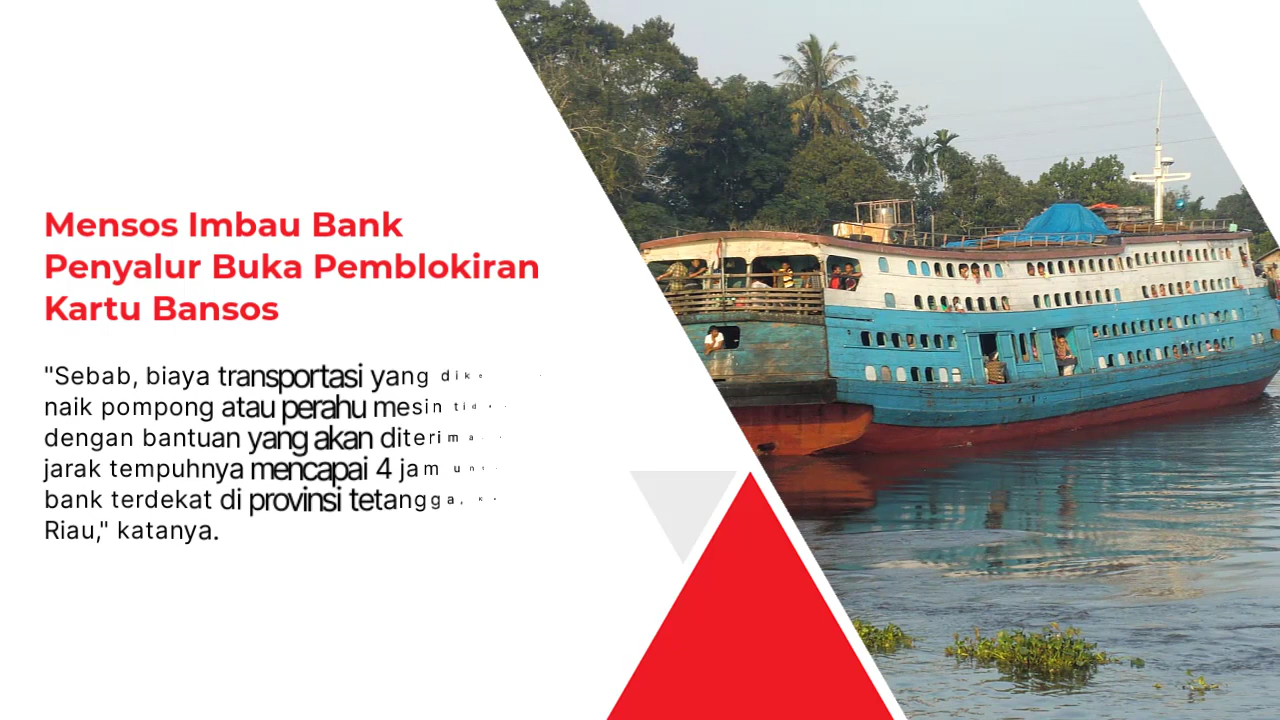 Mensos Imbau Bank
Penyalur Buka Pemblokiran
Kartu Bansos
"Sebab, biaya transportasi yang
naik pompong atau perahu mesin
dengan bantuan yang akan diterima
jarak tempuhnya mencapai 4 jam
bank terdekat di provinsi tetangga,
Riau," katanya.